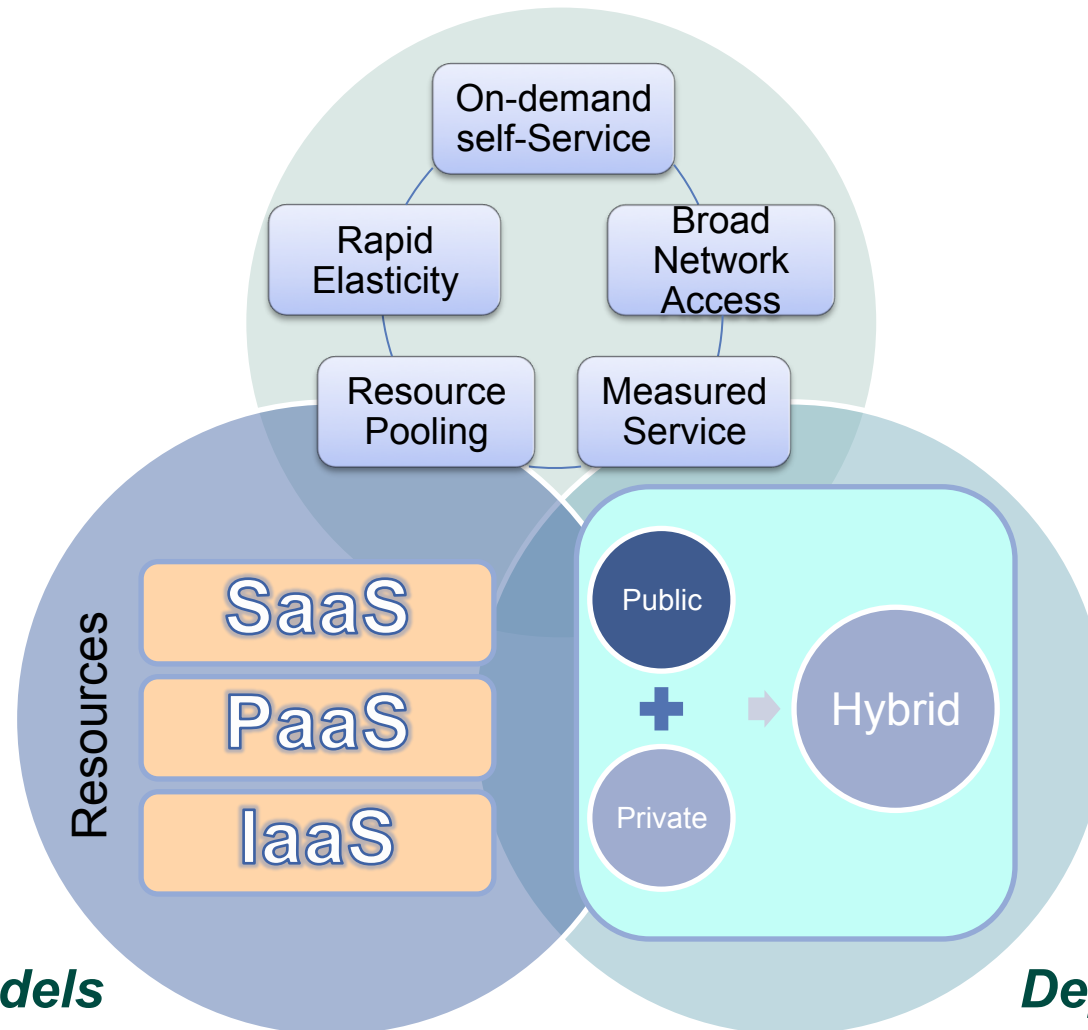 On-demand
self-Service
Rapid
Elasticity
Broad
Network
Access
Resource
Pooling
Measured
Service
Resources
SaaS
PaaS
IaaS
Public
Private
Hybrid
dels
De